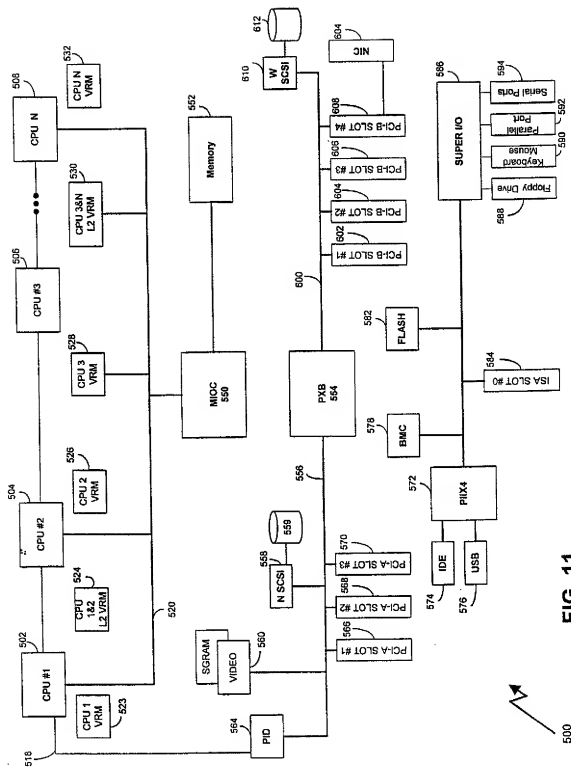 502
CPU #1
504
CPU #2
506
CPU #3
508
CPU N
518
CPU 1
VRM
523
524
CPU
1&2
L2 VRM
526
CPU 2
VRM
528
CPU 3
VRM
530
CPU 3&N
L2 VRM
532
CPU N
VRM
520
MIOC
550
552
Memory
564
PID
SGRAM
VIDEO
560
558
N SCSI
559
556
566
PCI-A SLOT #1
568
PCI-A SLOT #2
570
PCI-A SLOT #3
PXB
554
600
602
PCI-B SLOT #1
604
PCI-B SLOT #2
606
PCI-B SLOT #3
608
PCI-B SLOT #4
610
W
SCSI
612
604
NIC
572
PIIX4
574
IDE
576
USB
578
BMC
582
FLASH
584
ISA SLOT #0
586
SUPER I/O
588
Floppy Drive
590
Keyboard
Mouse
592
Parallel
Port
594
Serial Ports
500
FIG. 11